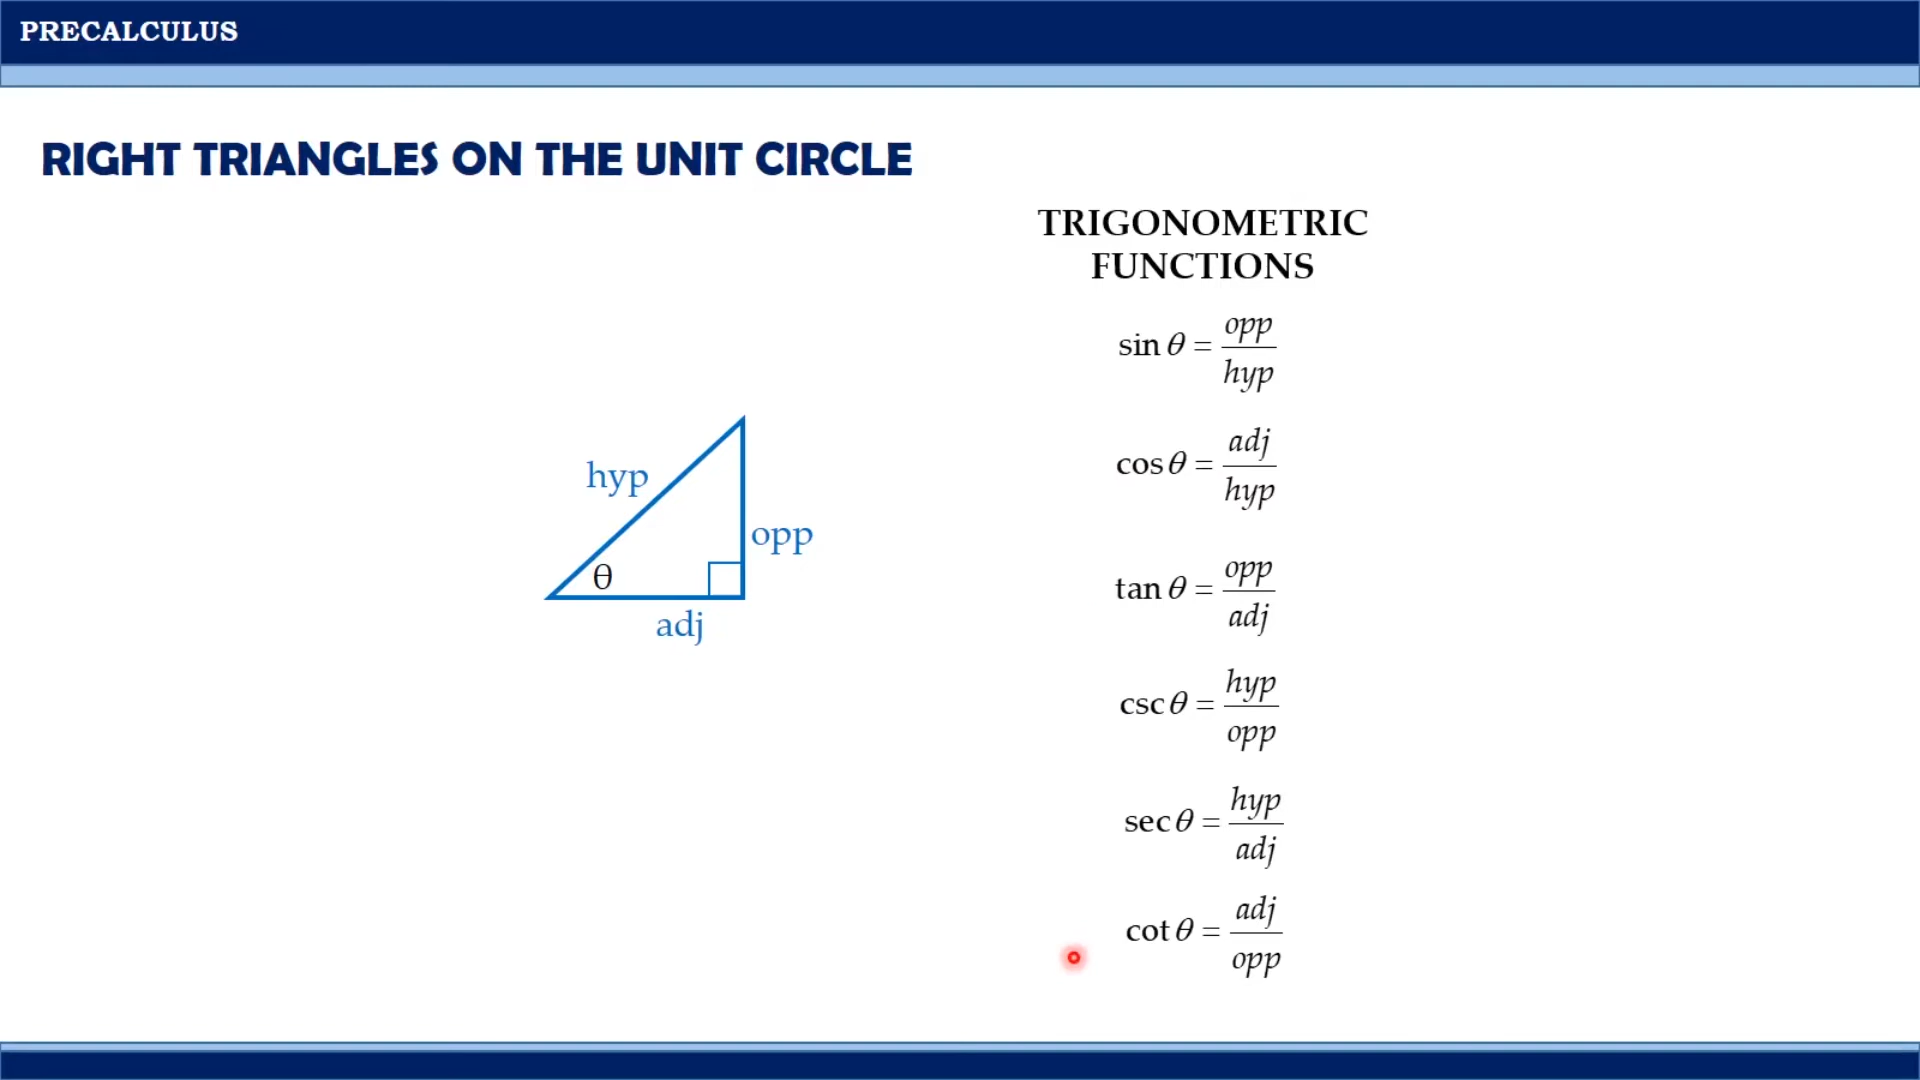 PRECALCULUS
RIGHT TRIANGLES ON THE UNIT CIRCLE
TRIGONOMETRIC
FUNCTIONS
hyp
opp
θ
adj
sin θ = opp/hyp
cos θ = adj/hyp
tan θ = opp/adj
csc θ = hyp/opp
sec θ = hyp/adj
cot θ = adj/opp